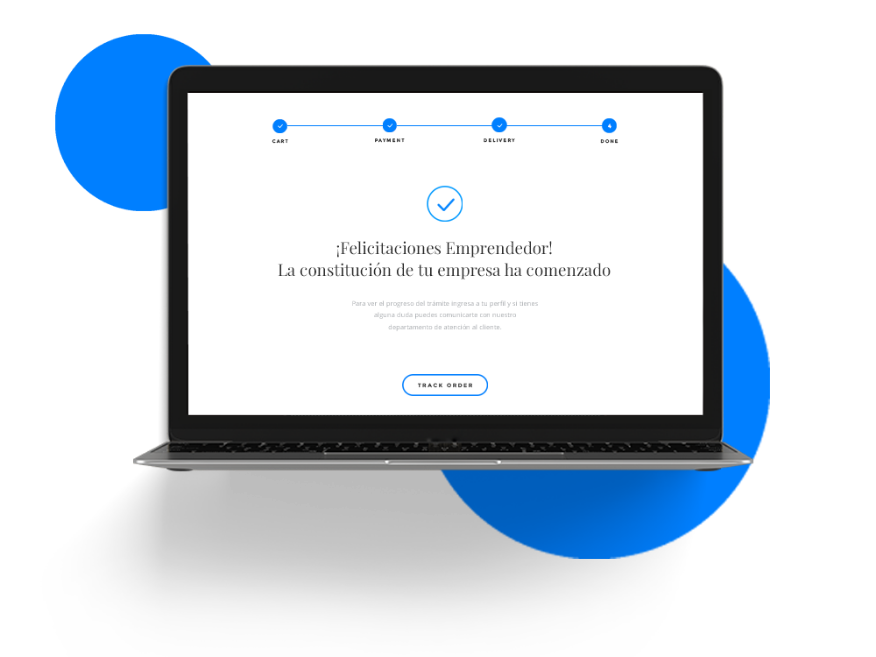 CART PAYMENT DELIVERY DONE
¡Felicitaciones Emprendedor!
La constitución de tu empresa ha comenzado
Para ver el progreso del trámite ingresa a tu perfil y si tienes
alguna duda puedes comunicarte con nuestro
departamento de atención al cliente.
TRACK ORDER